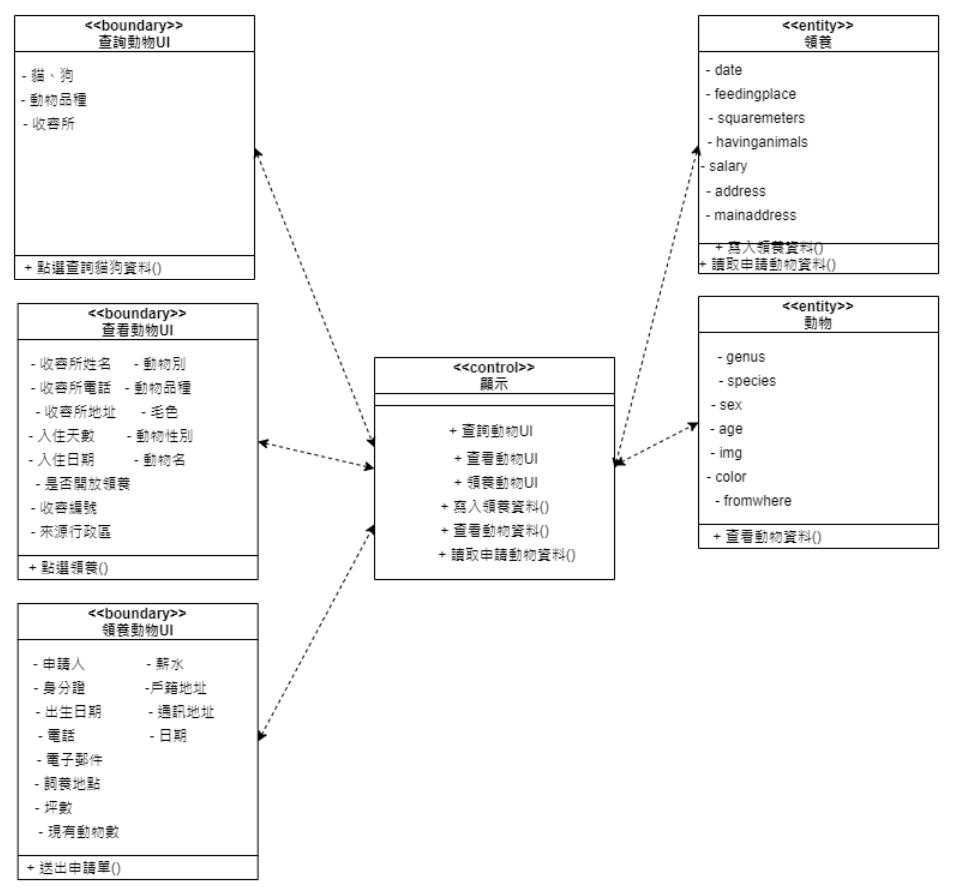 <<boundary>>
查詢動物UI
- 貓、狗
- 動物品種
- 收容所
+ 點選查詢貓狗資料()
<<boundary>>
查看動物UI
- 收容所姓名 - 動物別
- 收容所電話 - 動物品種
- 收容所地址 - 毛色
- 入住天數 - 動物性別
- 入住日期 - 動物名
- 是否開放領養
- 收容編號
- 來源行政區
+ 點選領養()
<<boundary>>
領養動物UI
- 申請人 - 薪水
- 身分證 -戶籍地址
- 出生日期 - 通訊地址
- 電話 - 日期
- 電子郵件
- 飼養地點
- 坪數
- 現有動物數
+ 送出申請單()
<<control>>
顯示
+ 查詢動物UI
+ 查看動物UI
+ 領養動物UI
+ 寫入領養資料()
+ 查看動物資料()
+ 讀取申請動物資料()
<<entity>>
領養
- date
- feedingplace
- squaremeters
- havinganimals
- salary
- address
- mainaddress
+ 寫入領養資料()
+ 讀取申請動物資料()
<<entity>>
動物
- genus
- species
- sex
- age
- img
- color
- fromwhere
+ 查看動物資料()